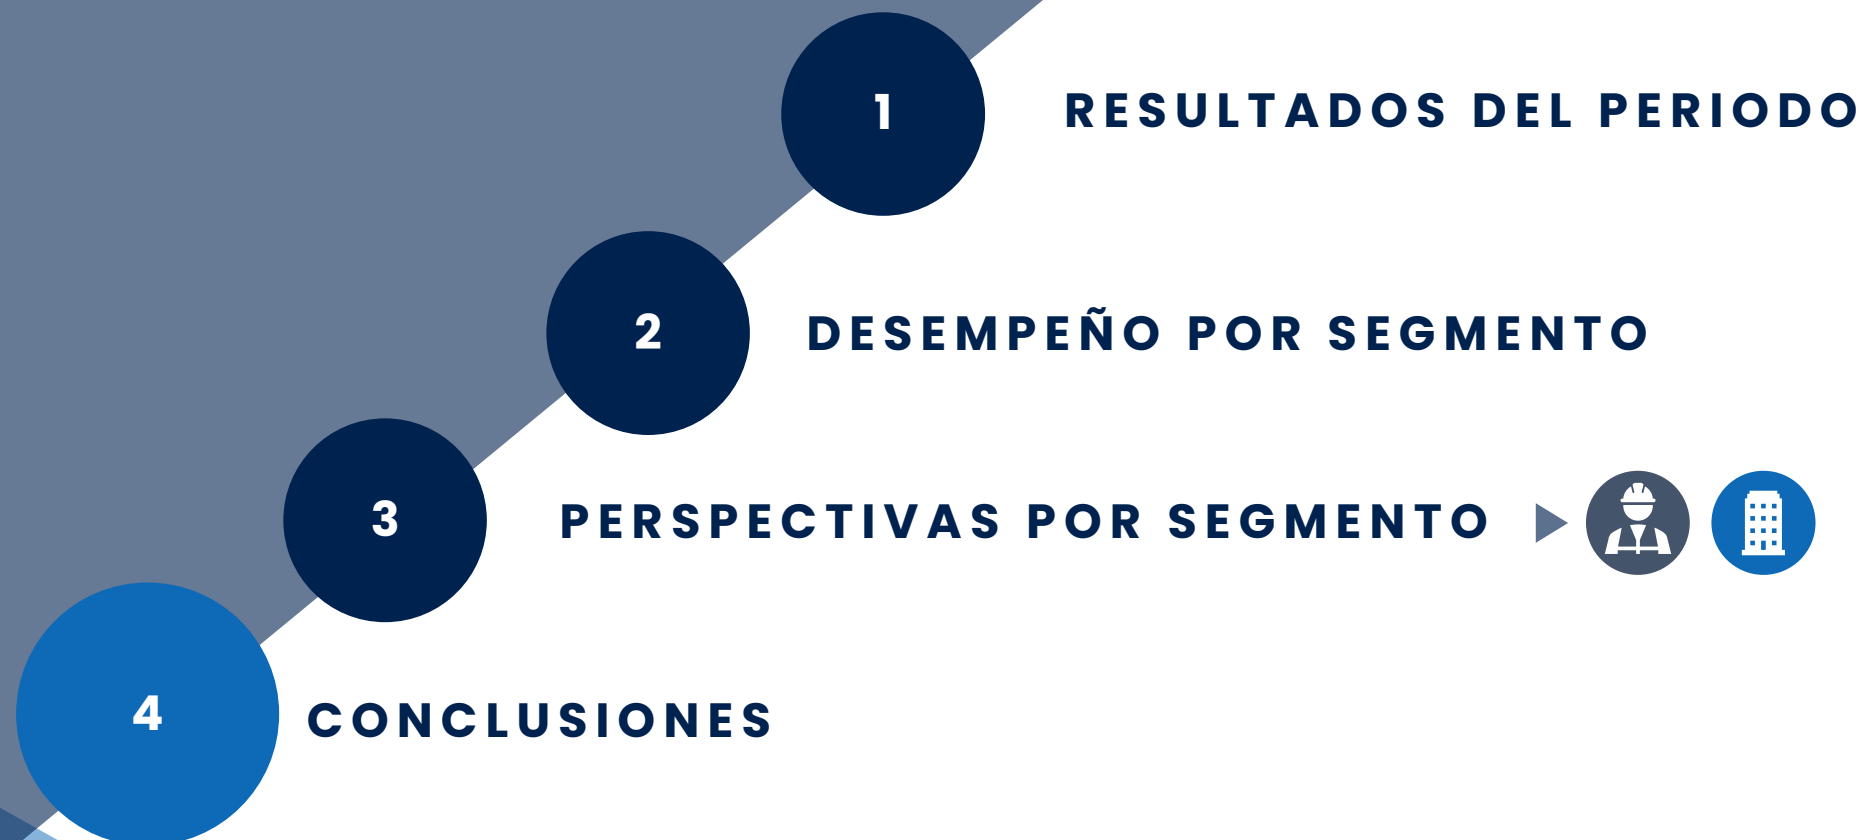 1 RESULTADOS DEL PERIODO
2 DESEMPEÑO POR SEGMENTO
3 PERSPECTIVAS POR SEGMENTO
4 CONCLUSIONES